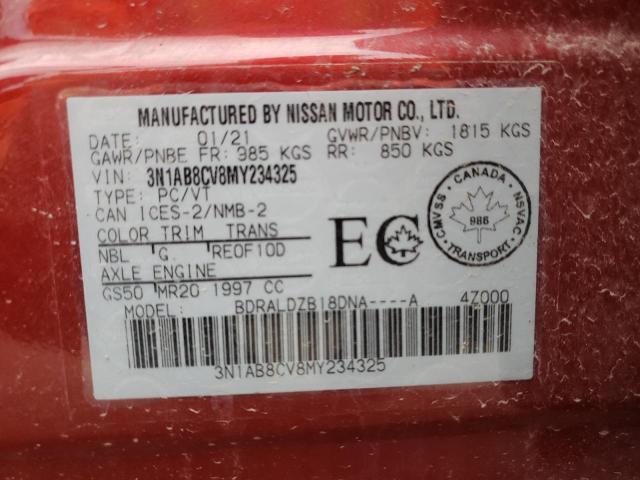 MANUFACTURED BY NISSAN MOTOR CO., LTD.
DATE: 01/21 GVWR/PNBV: 1815 KGS
GAWR/PNBE FR: 985 KGS RR: 850 KGS
VIN: 3N1AB8CV8MY234325
TYPE: PC/VT
CAN ICES-2/NMB-2
COLOR TRIM TRANS
NBL G RE0F10D
AXLE ENGINE
GS50 MR20 1997 CC
MODEL: BDRALDZB18DNA----A 4Z000
3N1AB8CV8MY234325
EC
CANADA
CMVSS
NSVAC
986
TRANSPORT